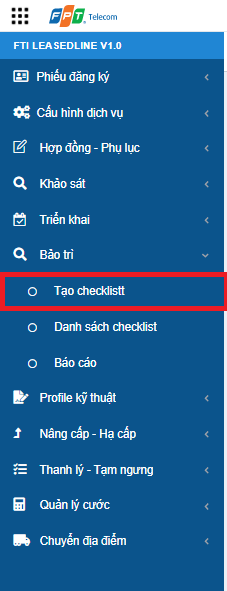 FPT Telecom
FTI LEASEDLINE V1.0
Phiếu đăng ký
Cấu hình dịch vụ
Hợp đồng - Phụ lục
Khảo sát
Triển khai
Bảo trì
Tạo checklistt
Danh sách checklist
Báo cáo
Profile kỹ thuật
Nâng cấp - Hạ cấp
Thanh lý - Tạm ngưng
Quản lý cước
Chuyển địa điểm